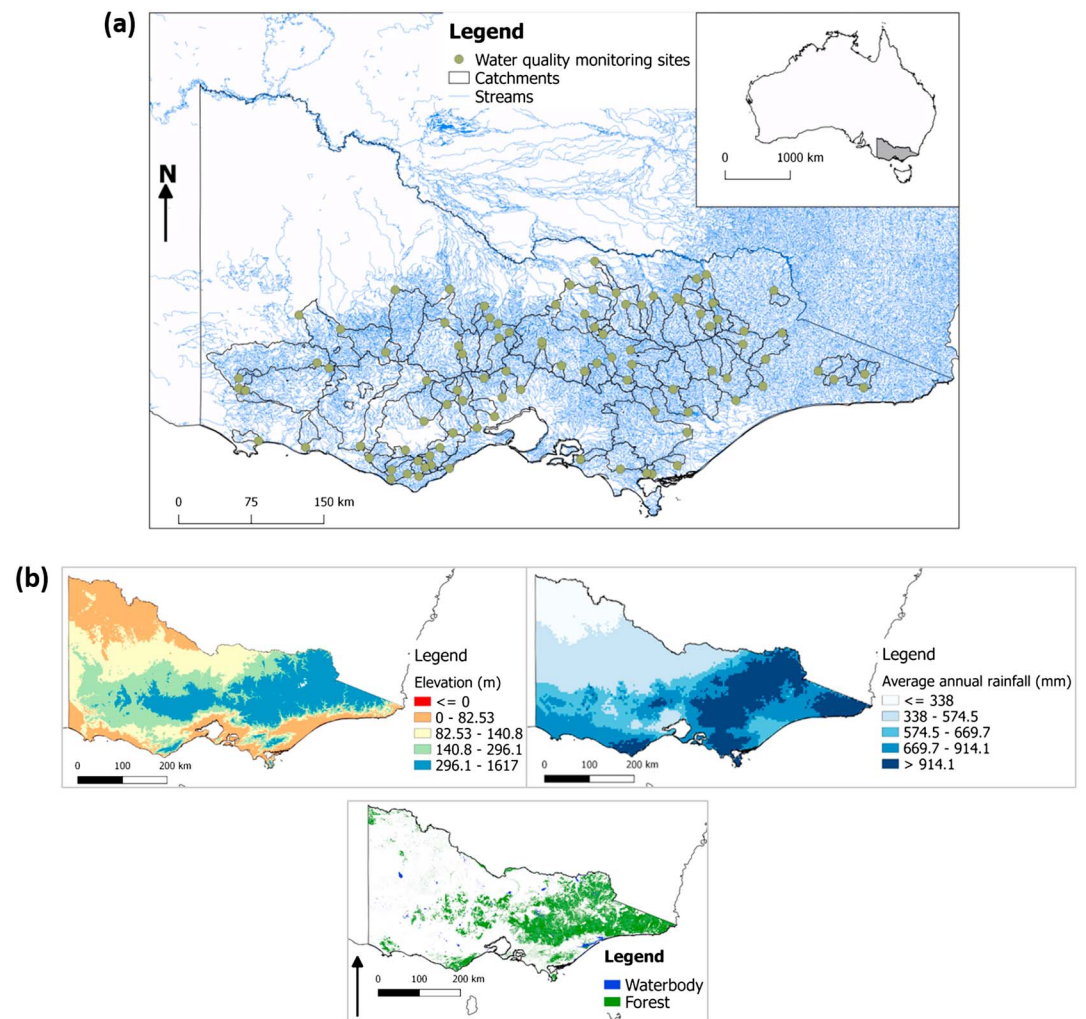 (a)
Legend
Water quality monitoring sites
Catchments
Streams
N
0 1000 km
0 75 150 km
(b)
Legend
Elevation (m)
<= 0
0 - 82.53
82.53 - 140.8
140.8 - 296.1
296.1 - 1617
0 100 200 km
Legend
Average annual rainfall (mm)
<= 338
338 - 574.5
574.5 - 669.7
669.7 - 914.1
> 914.1
0 100 200 km
0 100 200 km
Legend
Waterbody
Forest